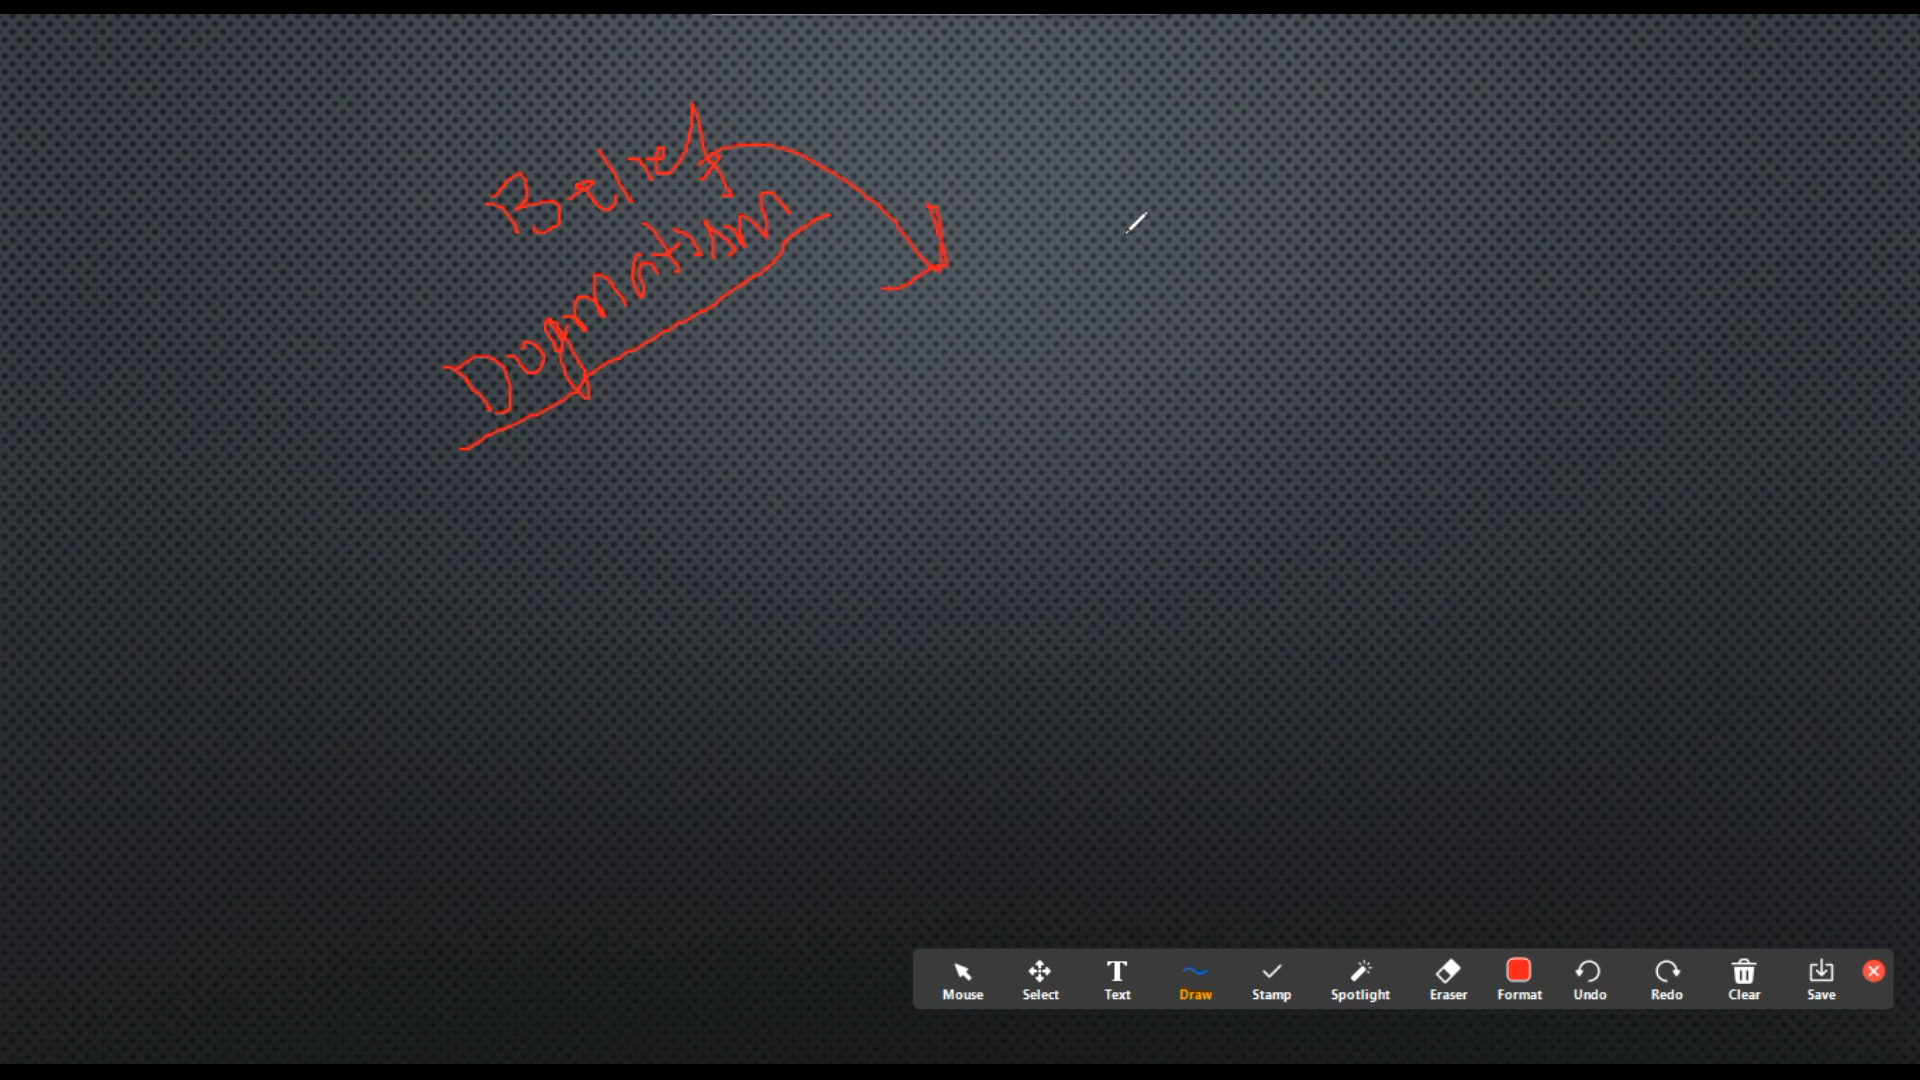 Belief
Dogmatism
Mouse Select Text Draw Stamp Spotlight Eraser Format Undo Redo Clear Save